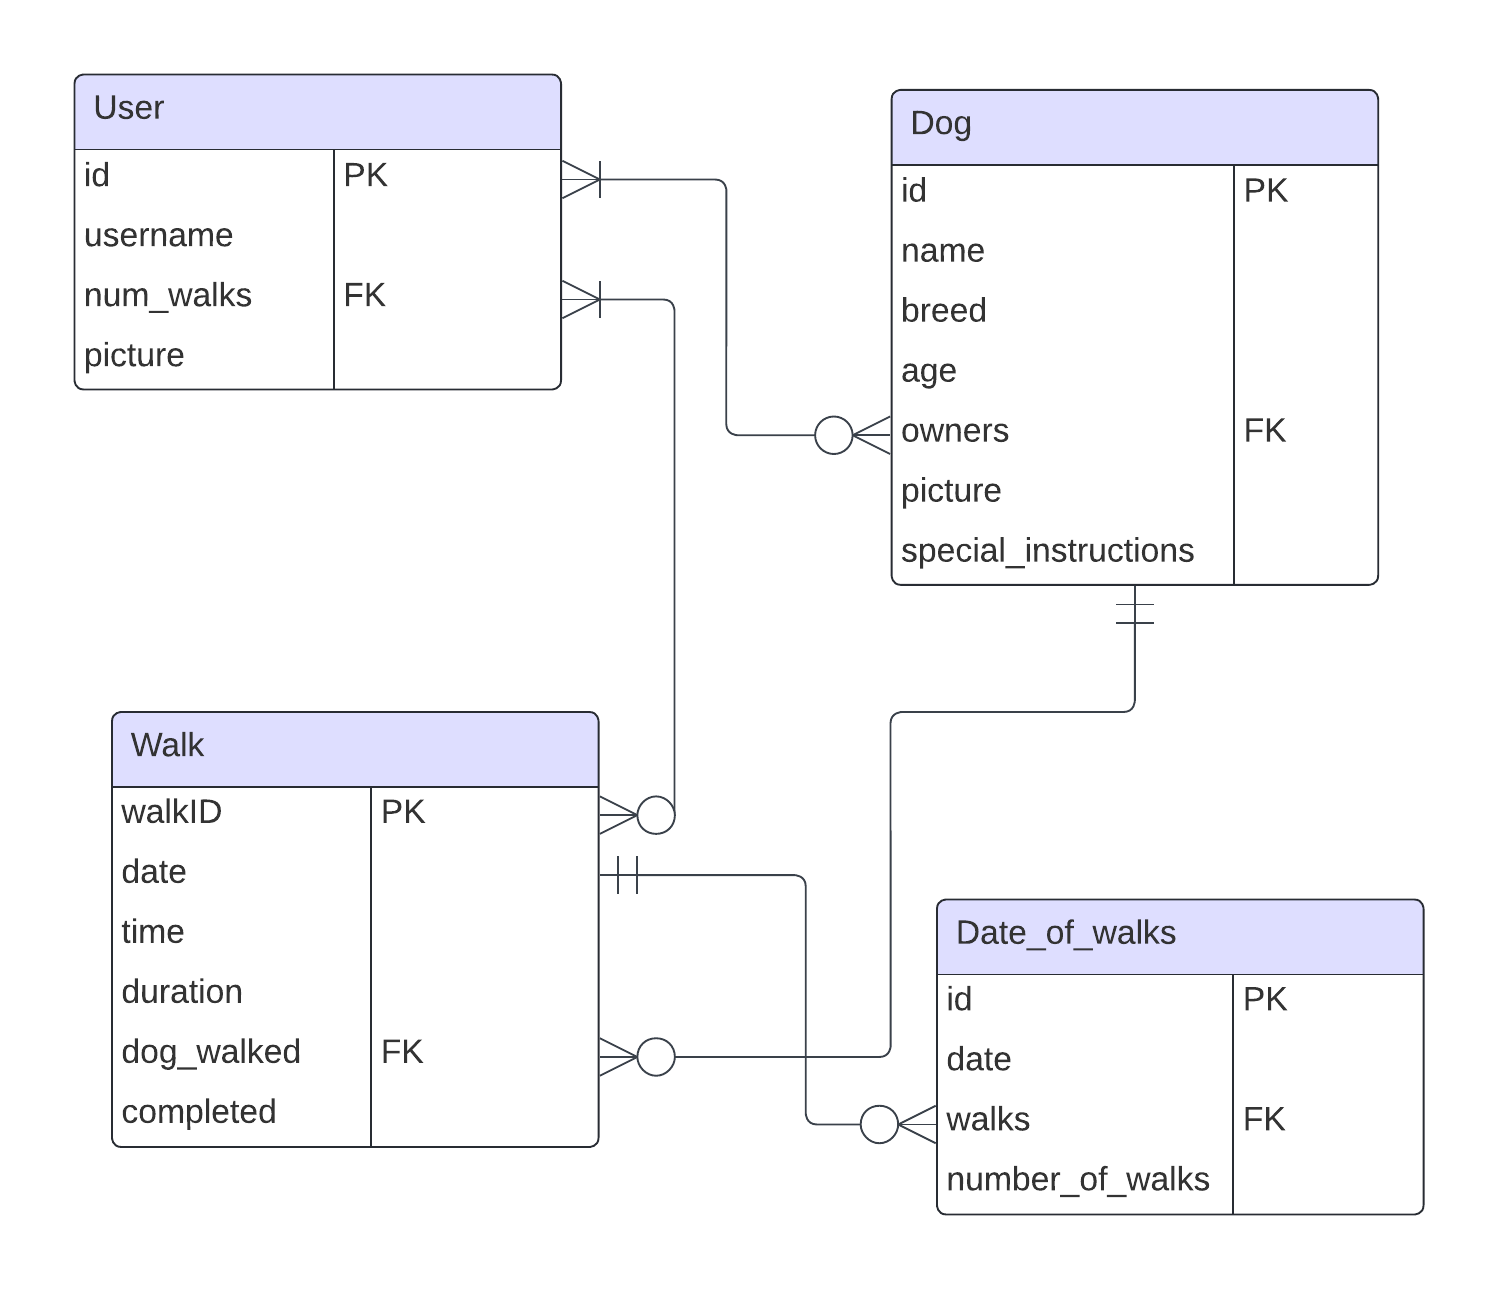 User
id PK
username
num_walks FK
picture
Dog
id PK
name
breed
age
owners FK
picture
special_instructions
Walk
walkID PK
date
time
duration
dog_walked FK
completed
Date_of_walks
id PK
date
walks FK
number_of_walks